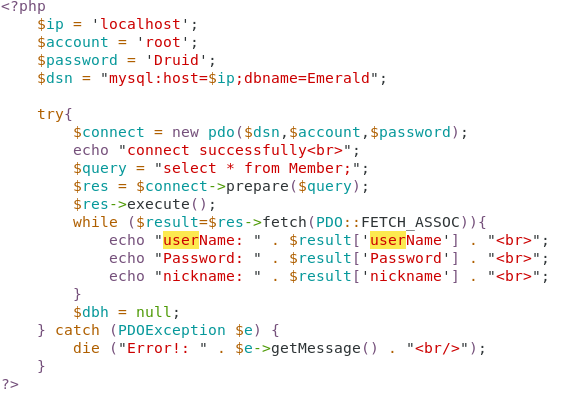 <?php
    $ip = 'localhost';
    $account = 'root';
    $password = 'Druid';
    $dsn = "mysql:host=$ip;dbname=Emerald";

    try{
        $connect = new pdo($dsn,$account,$password);
        echo "connect successfully<br>";
        $query = "select * from Member;";
        $res = $connect->prepare($query);
        $res->execute();
        while ($result=$res->fetch(PDO::FETCH_ASSOC)){
            echo "userName: " . $result['userName'] . "<br>";
            echo "Password: " . $result['Password'] . "<br>";
            echo "nickname: " . $result['nickname'] . "<br>";
        }
        $dbh = null;
    } catch (PDOException $e) {
        die ("Error!: " . $e->getMessage() . "<br/>");
    }
?>